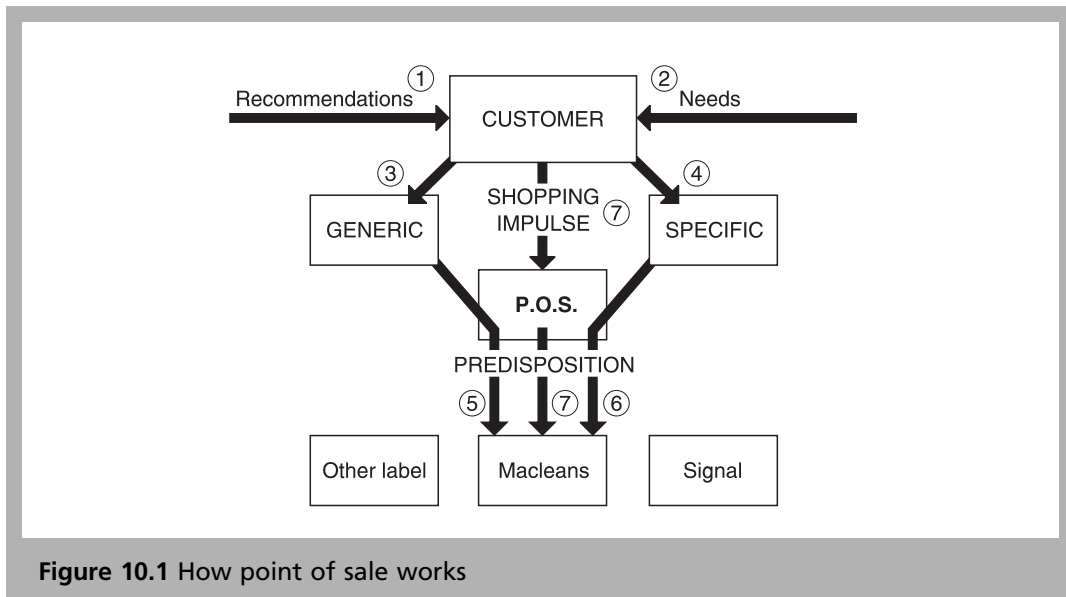 ① ②
Recommendations Needs
CUSTOMER
③ ④
SHOPPING
IMPULSE ⑦
GENERIC SPECIFIC
P.O.S.
PREDISPOSITION
⑤ ⑦ ⑥
Other label Macleans Signal
Figure 10.1 How point of sale works